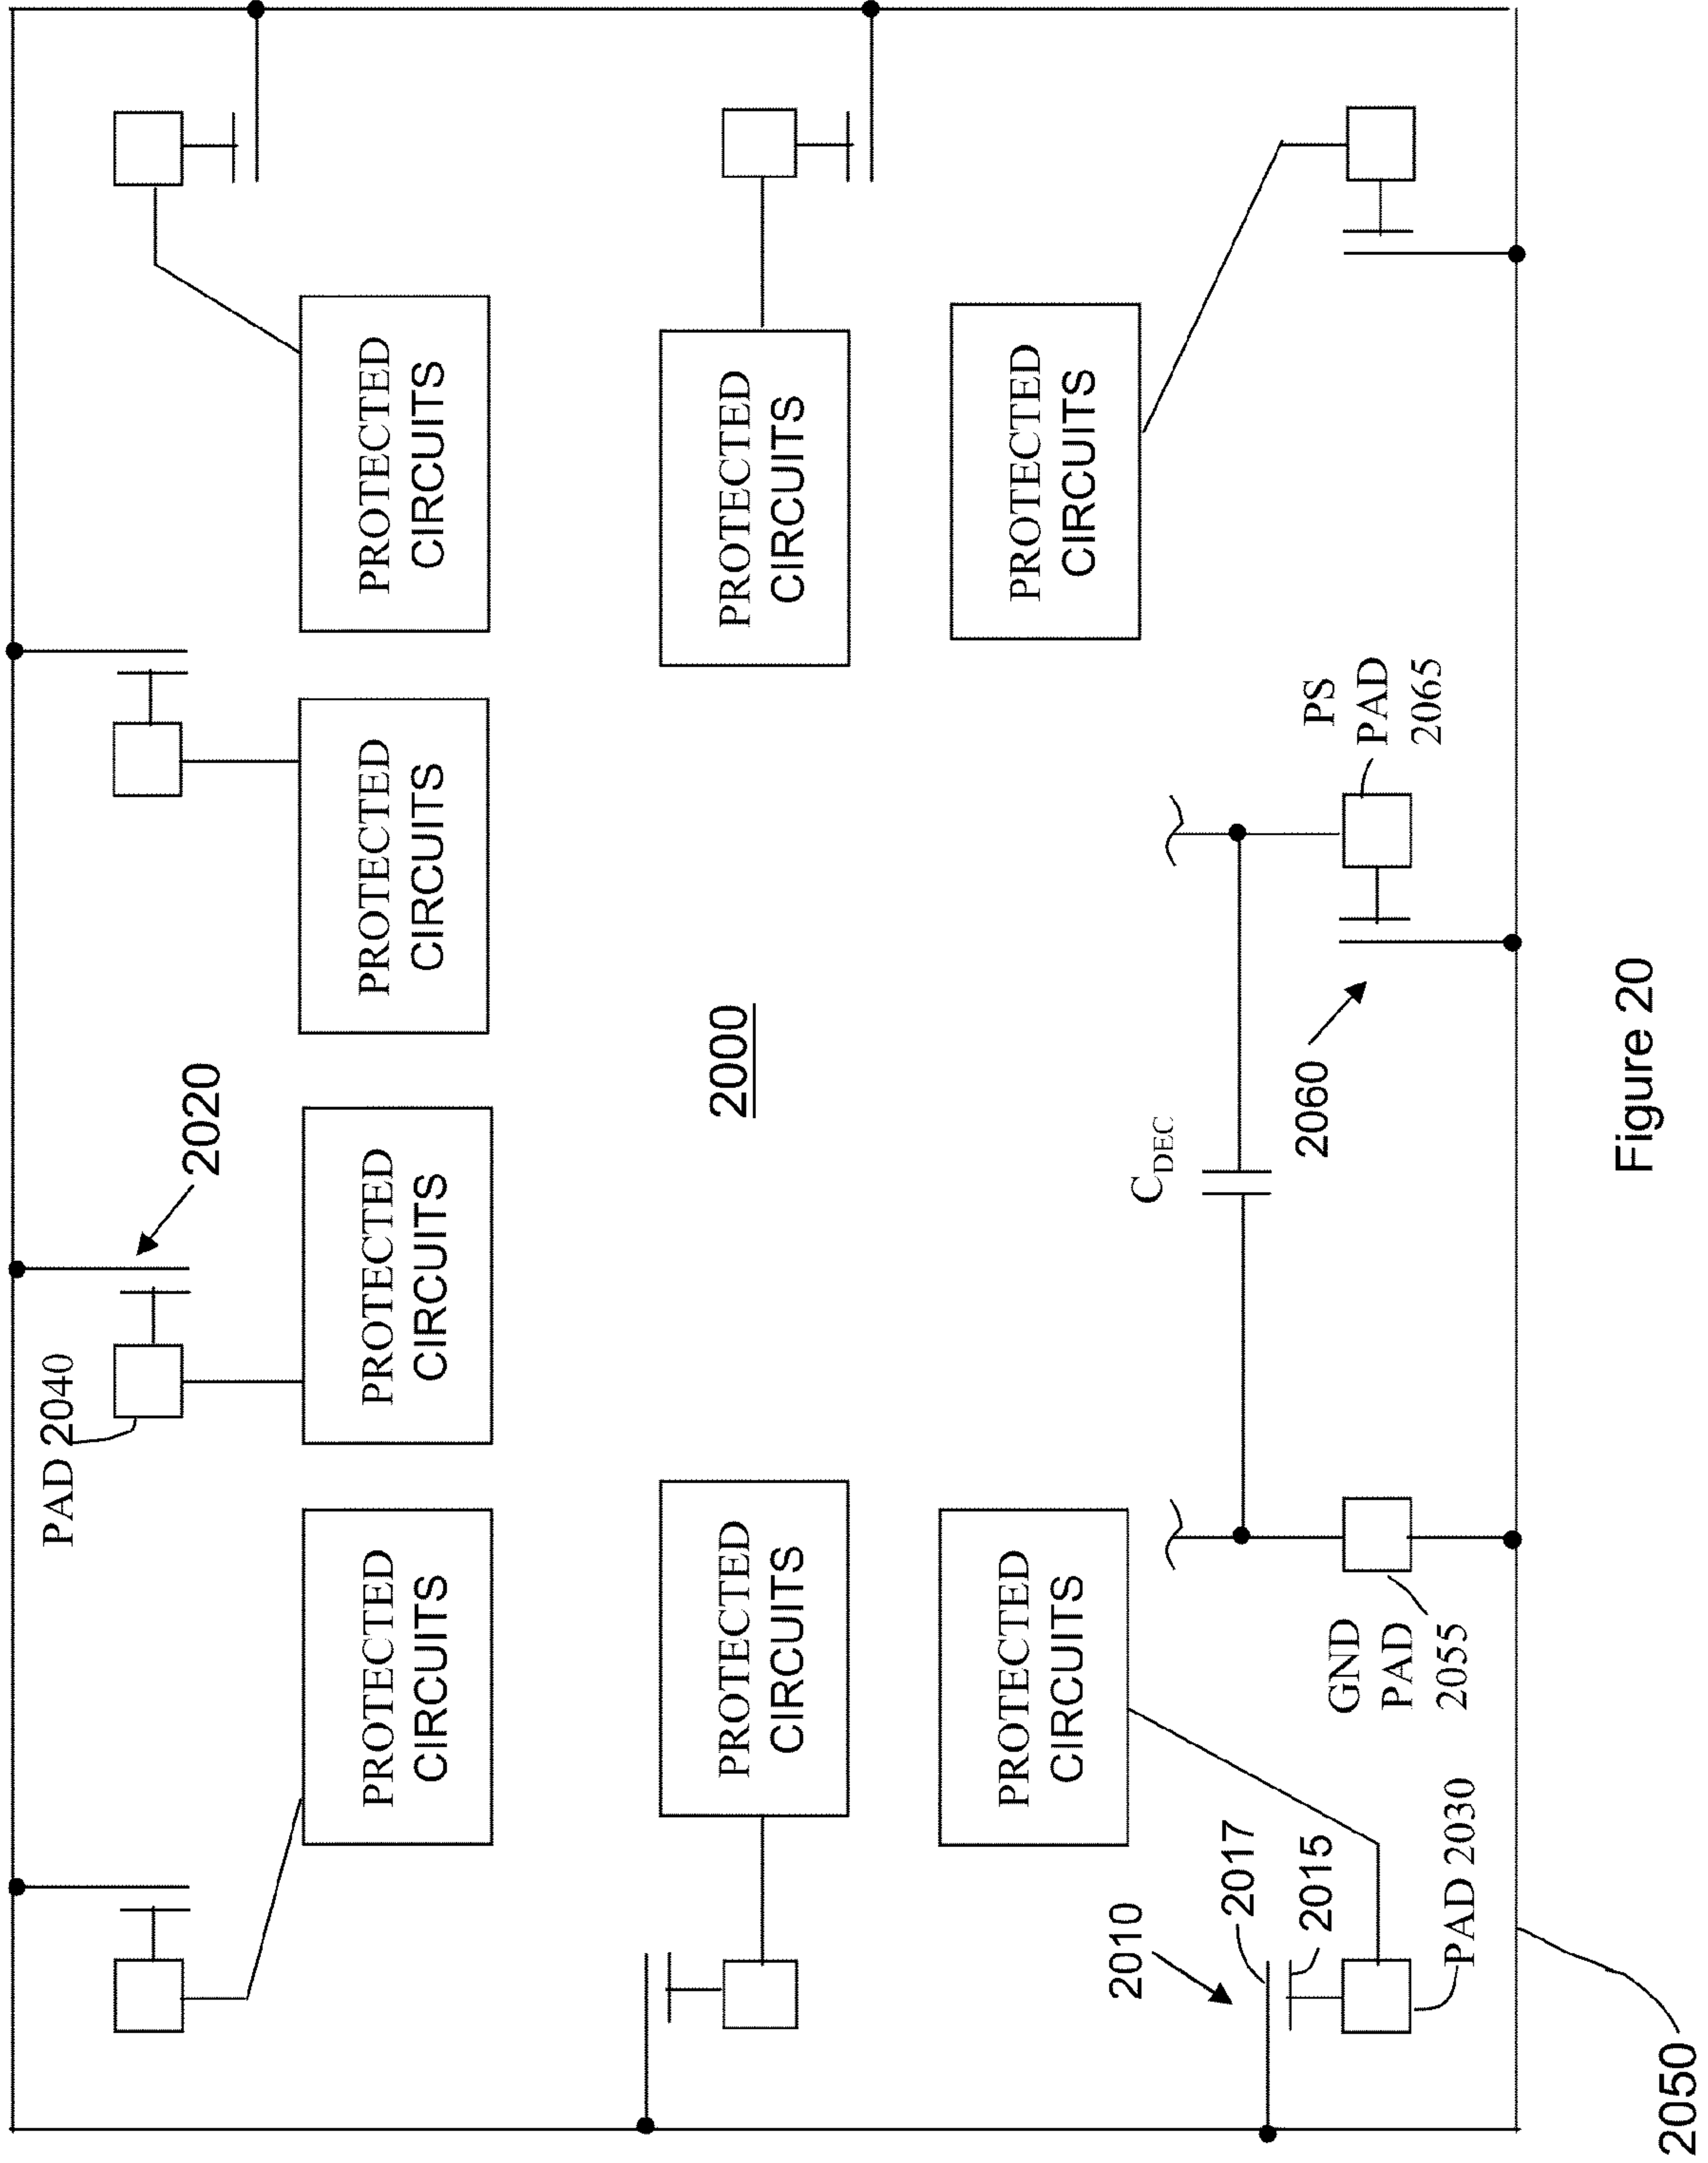 PAD 2040
2020
PROTECTED
CIRCUITS
PROTECTED
CIRCUITS
PROTECTED
CIRCUITS
PROTECTED
CIRCUITS
PROTECTED
CIRCUITS
2000
PROTECTED
CIRCUITS
PROTECTED
CIRCUITS
PROTECTED
CIRCUITS
2010
2017
2015
PAD 2030
GND
PAD
2055
C_DEC
2060
PS
PAD
2065
2050
Figure 20